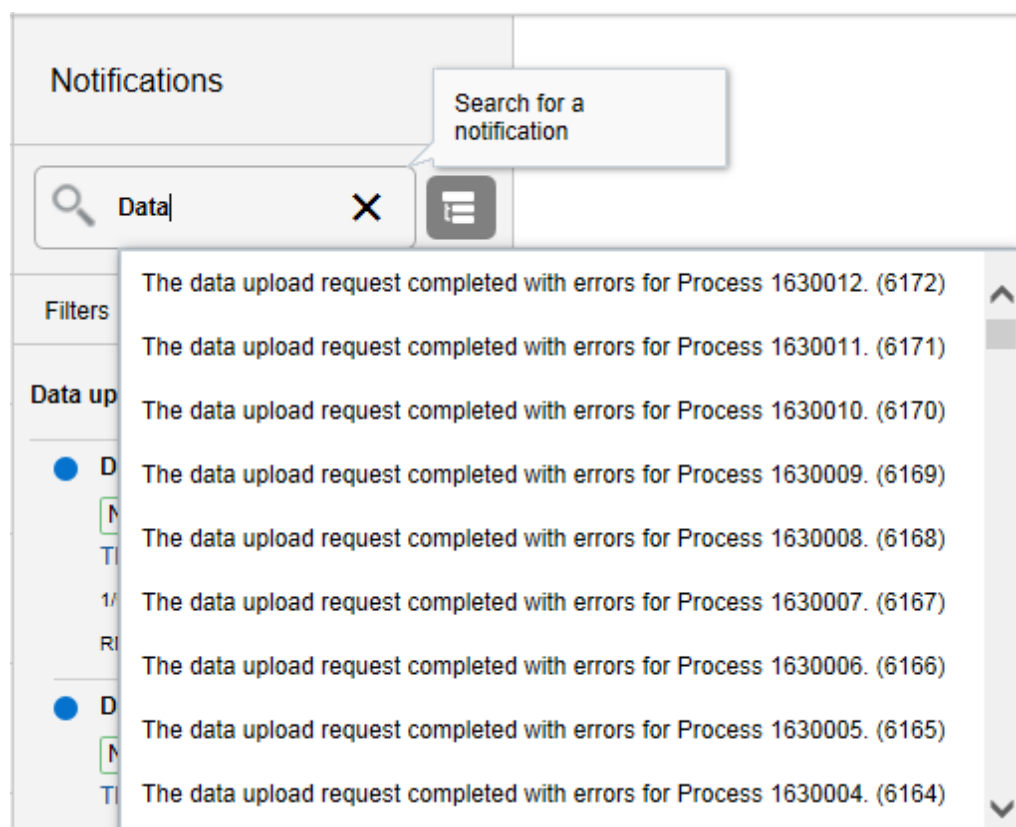 Notifications
Search for a
notification
Data
The data upload request completed with errors for Process 1630012. (6172)
Filters
The data upload request completed with errors for Process 1630011. (6171)
Data up
The data upload request completed with errors for Process 1630010. (6170)
D
The data upload request completed with errors for Process 1630009. (6169)
N
The data upload request completed with errors for Process 1630008. (6168)
1/
The data upload request completed with errors for Process 1630007. (6167)
The data upload request completed with errors for Process 1630006. (6166)
D
The data upload request completed with errors for Process 1630005. (6165)
N
The data upload request completed with errors for Process 1630004. (6164)